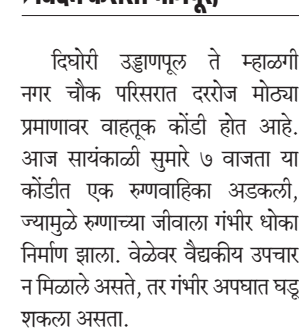 दिघोरी उड्डाणपूल ते म्हाळगी
नगर चौक परिसरात दररोज मोठ्या
प्रमाणावर वाहतूक कोंडी होत आहे.
आज सायंकाळी सुमारे ७ वाजता या
कोंडीत एक रुग्णवाहिका अडकली,
ज्यामुळे रुग्णाच्या जीवाला गंभीर धोका
निर्माण झाला. वेळेवर वैद्यकीय उपचार
न मिळाले असते, तर गंभीर अपघात घडू
शकला असता.